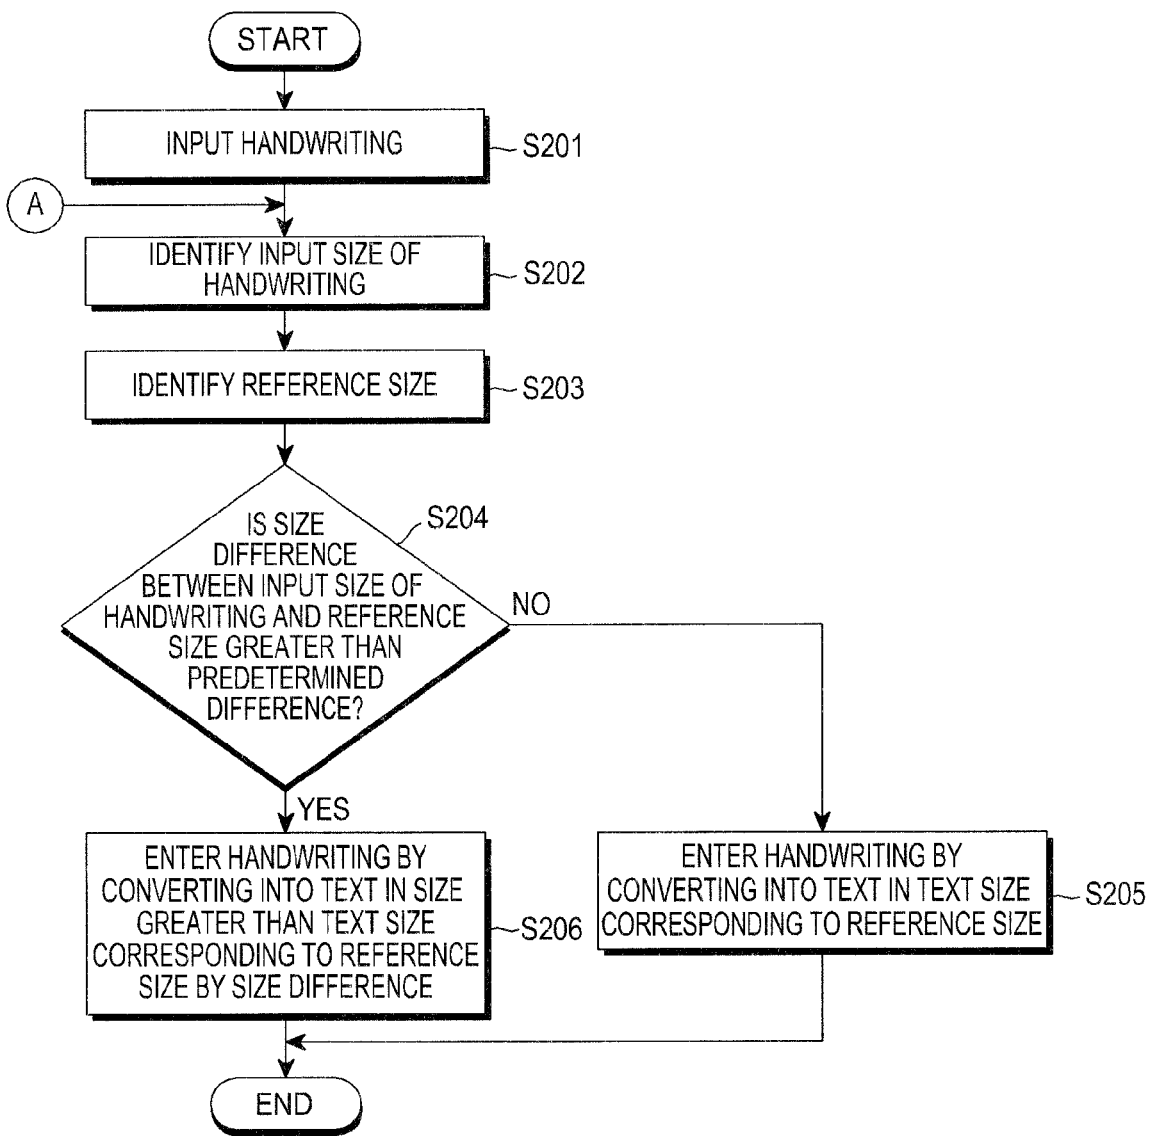 START
INPUT HANDWRITING
S201
A
IDENTIFY INPUT SIZE OF
HANDWRITING
S202
IDENTIFY REFERENCE SIZE
S203
S204
IS SIZE
DIFFERENCE
BETWEEN INPUT SIZE OF
HANDWRITING AND REFERENCE
SIZE GREATER THAN
PREDETERMINED
DIFFERENCE?
NO
YES
ENTER HANDWRITING BY
CONVERTING INTO TEXT IN SIZE
GREATER THAN TEXT SIZE
CORRESPONDING TO REFERENCE
SIZE BY SIZE DIFFERENCE
S206
ENTER HANDWRITING BY
CONVERTING INTO TEXT IN TEXT SIZE
CORRESPONDING TO REFERENCE SIZE
S205
END